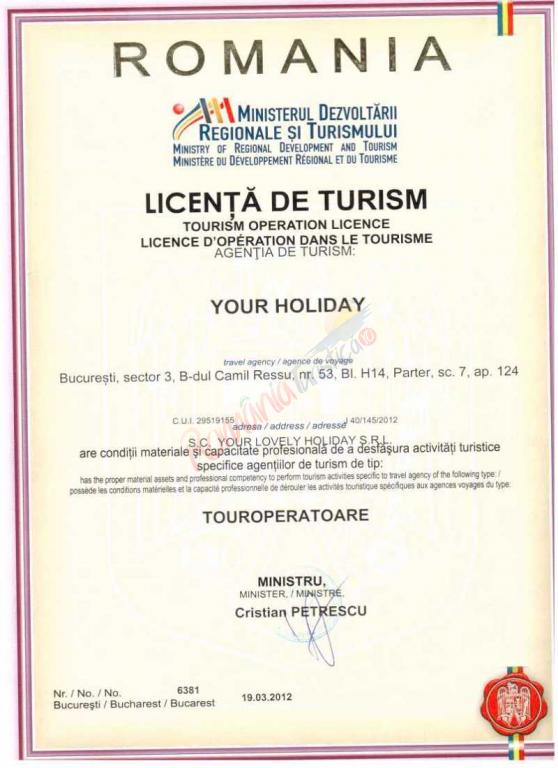 ROMANIA
MINISTERUL DEZVOLTĂRII
REGIONALE ŞI TURISMULUI
MINISTRY OF REGIONAL DEVELOPMENT AND TOURISM
MINISTÈRE DU DÉVELOPPEMENT RÉGIONAL ET DU TOURISME
LICENŢĂ DE TURISM
TOURISM OPERATION LICENCE
LICENCE D'OPÉRATION DANS LE TOURISME
AGENŢIA DE TURISM:
YOUR HOLIDAY
Româniaturistică.ro
travel agency / agence de voyage
Bucureşti, sector 3, B-dul Camil Ressu, nr. 53, Bl. H14, Parter, sc. 7, ap. 124
C.U.I. 29519155 J 40/145/2012
adresa / address / adresse
S.C. YOUR LOVELY HOLIDAY S.R.L.
are condiţii materiale şi capacitate profesională de a desfăşura activităţi turistice
specifice agenţiilor de turism de tip:
has the proper material assets and professional competency to perform tourism activities specific to travel agency of the following type: /
possède les conditions matérielles et la capacité professionnelle de dérouler les activités touristique spécifiques aux agences voyages du type:
TOUROPERATOARE
MINISTRU,
MINISTER, / MINISTRE,
Cristian PETRESCU
Nr. / No. / No. 6381 19.03.2012
Bucureşti / Bucharest / Bucarest